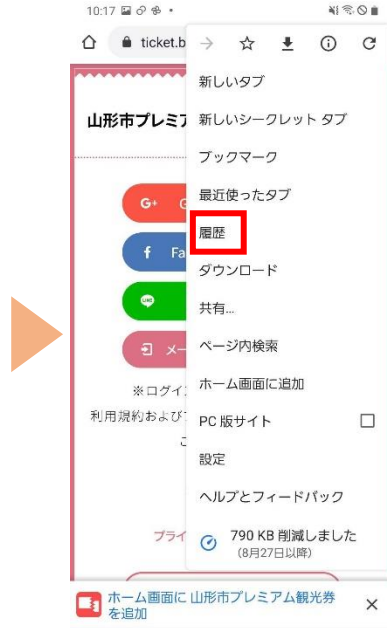 10:17
ticket.b
山形市プレミ
新しいタブ
新しいシークレット タブ
ブックマーク
最近使ったタブ
履歴
ダウンロード
共有...
ページ内検索
ホーム画面に追加
PC 版サイト
設定
ヘルプとフィードバック
790 KB 削減しました
(8月27日以降)
G+ G
f Fa
LINE
メー
※ログイ
利用規約および
こ
プライ
ホーム画面に 山形市プレミアム観光券
を追加